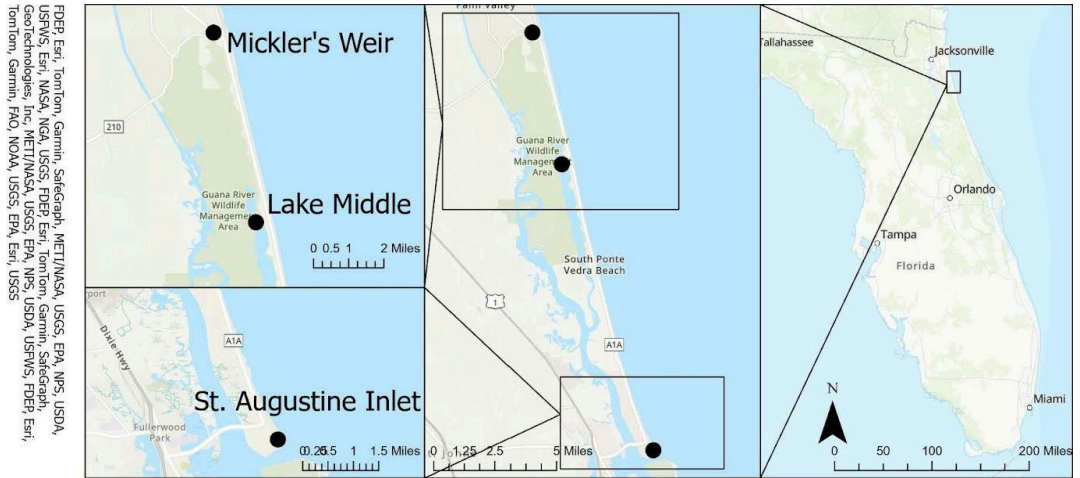 FDEP, Esri, TomTom, Garmin, SafeGraph, METI/NASA, USGS, EPA, NPS, USDA,
USFWS, Esri, NASA, NGA, USGS, FDEP, Esri, TomTom, Garmin, SafeGraph,
GeoTechnologies, Inc, METI/NASA, USGS, EPA, NPS, USDA, USFWS, FDEP, Esri,
TomTom, Garmin, FAO, NOAA, USGS, EPA, Esri, USGS
Mickler's Weir
210
Guana River
Wildlife
Management
Area
Lake Middle
0 0.5 1 2 Miles
port
Dixie Hwy
A1A
St. Augustine Inlet
Fullerwood
Park
0 0.25 0.5 1 1.5 Miles
Palm Valley
Guana River
Wildlife
Management
Area
South Ponte
Vedra Beach
1
A1A
0 1.25 2.5 5 Miles
Tallahassee
Jacksonville
Orlando
Tampa
Florida
Miami
N
0 50 100 200 Miles